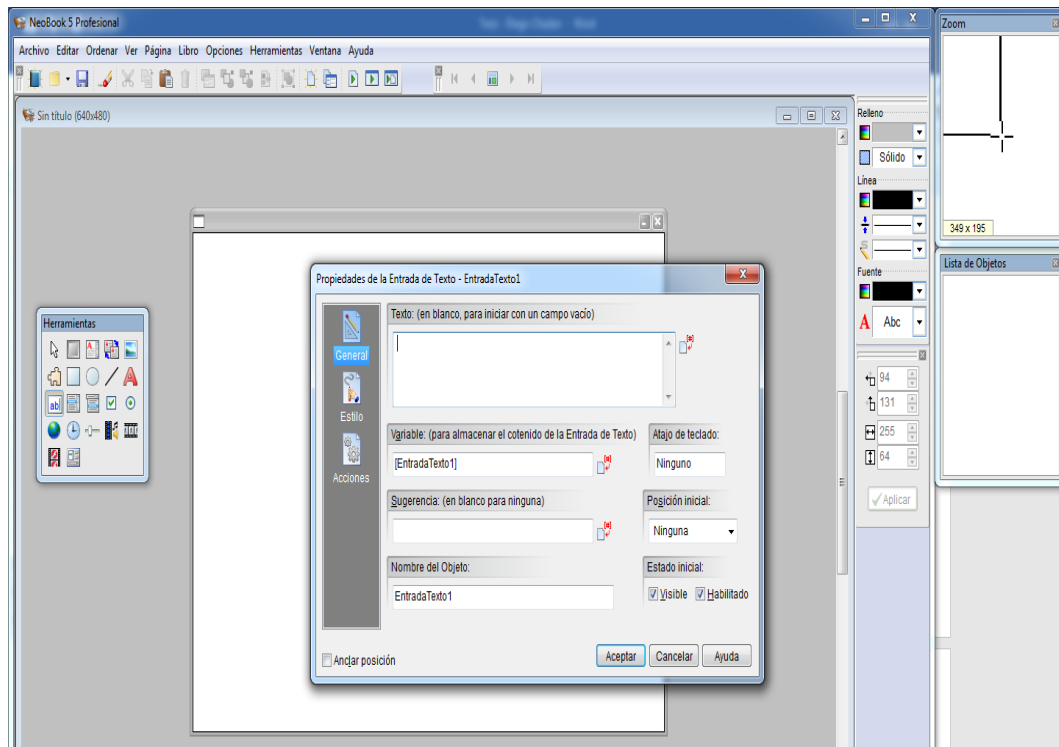 NeoBook 5 Profesional
Zoom
Archivo Editar Ordenar Ver Página Libro Opciones Herramientas Ventana Ayuda
Sin título (640x480)
Relleno
Sólido
Línea
349 x 195
Lista de Objetos
Fuente
A Abc
Propiedades de la Entrada de Texto - EntradaTexto1
Texto: (en blanco, para iniciar con un campo vacío)
General
Herramientas
ab
Estilo
Variable: (para almacenar el cotenido de la Entrada de Texto) Atajo de teclado:
[EntradaTexto1] Ninguno
Acciones
Sugerencia: (en blanco para ninguna) Posición inicial:
Ninguna
Nombre del Objeto: Estado inicial:
EntradaTexto1 Visible Habilitado
Anclar posición Aceptar Cancelar Ayuda
94
131
255
64
Aplicar